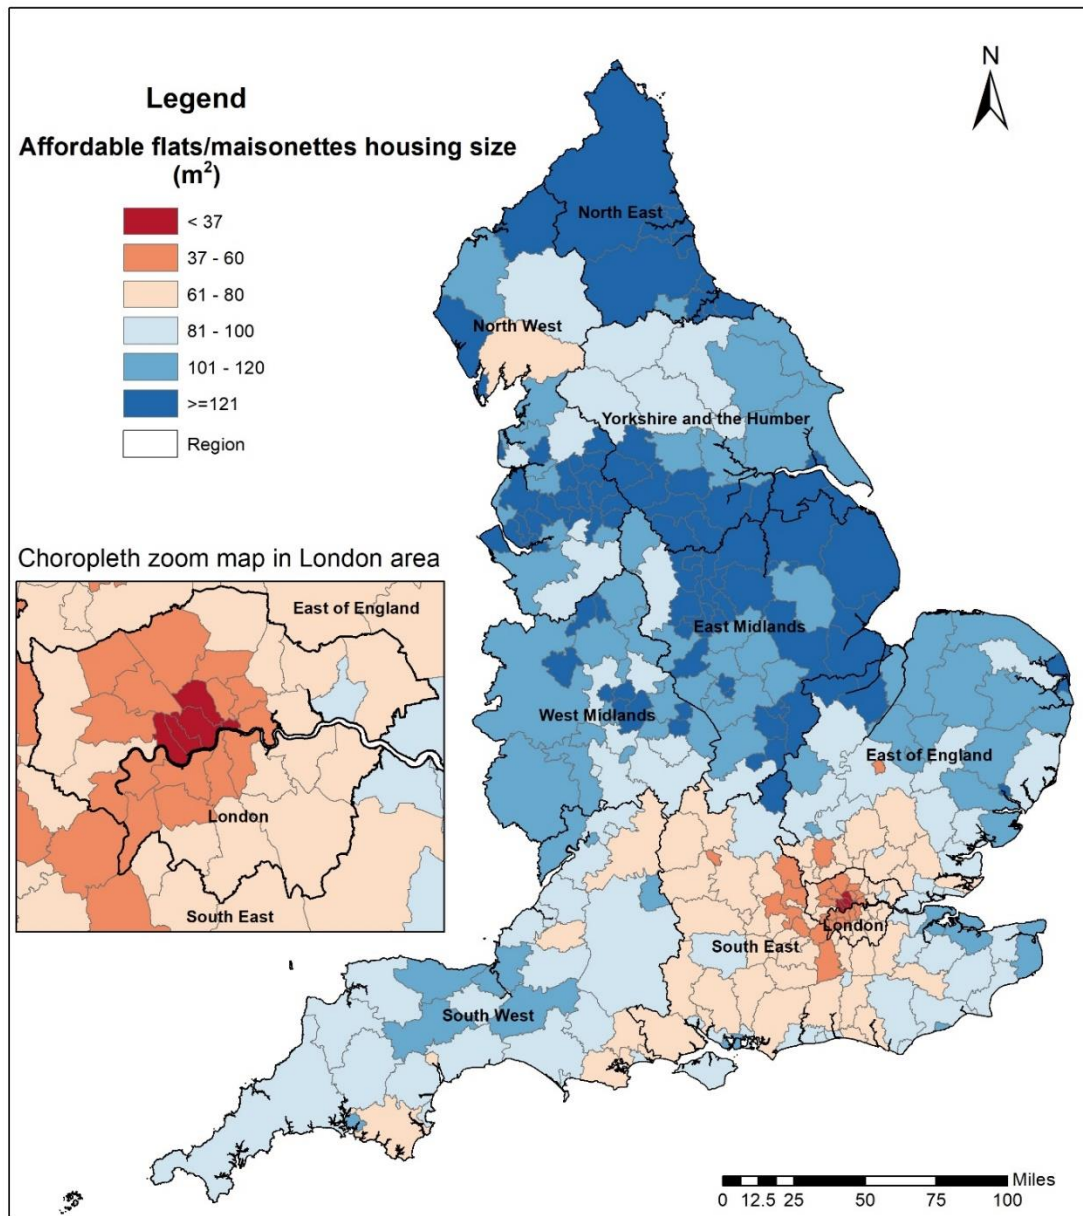 N
Legend
Affordable flats/maisonettes housing size
(m²)
< 37
37 - 60
61 - 80
81 - 100
101 - 120
>=121
Region
North East
North West
Yorkshire and the Humber
East Midlands
West Midlands
East of England
London
South East
South West
Choropleth zoom map in London area
East of England
London
South East
Miles
0 12.5 25 50 75 100